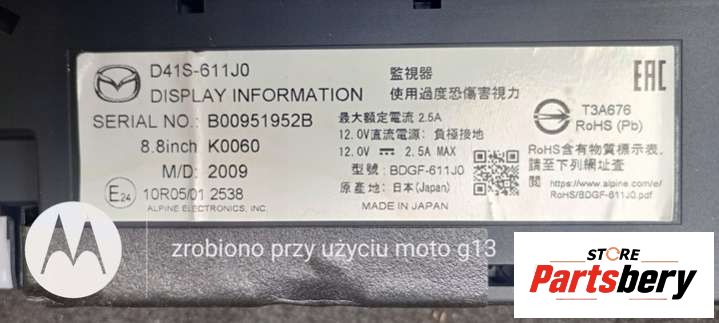 D41S-611J0
DISPLAY INFORMATION
SERIAL NO.: B00951952B
8.8inch K0060
M/D: 2009
E24
10R05/01 2538
ALPINE ELECTRONICS, INC.
監視器
使用過度恐傷害視力
最大額定電流 2.5A
12.0V直流電源: 負極接地
12.0V 2.5A MAX
型號: BDGF-611J0
原產地: 日本(Japan)
MADE IN JAPAN
EAC
T3A676
RoHS (Pb)
RoHS含有物質標示表,
請至下列網址查
閱 https://www.alpine.com/e/
RoHS/BDGF-611J0.pdf
zrobiono przy użyciu moto g13
STORE
Partsbery